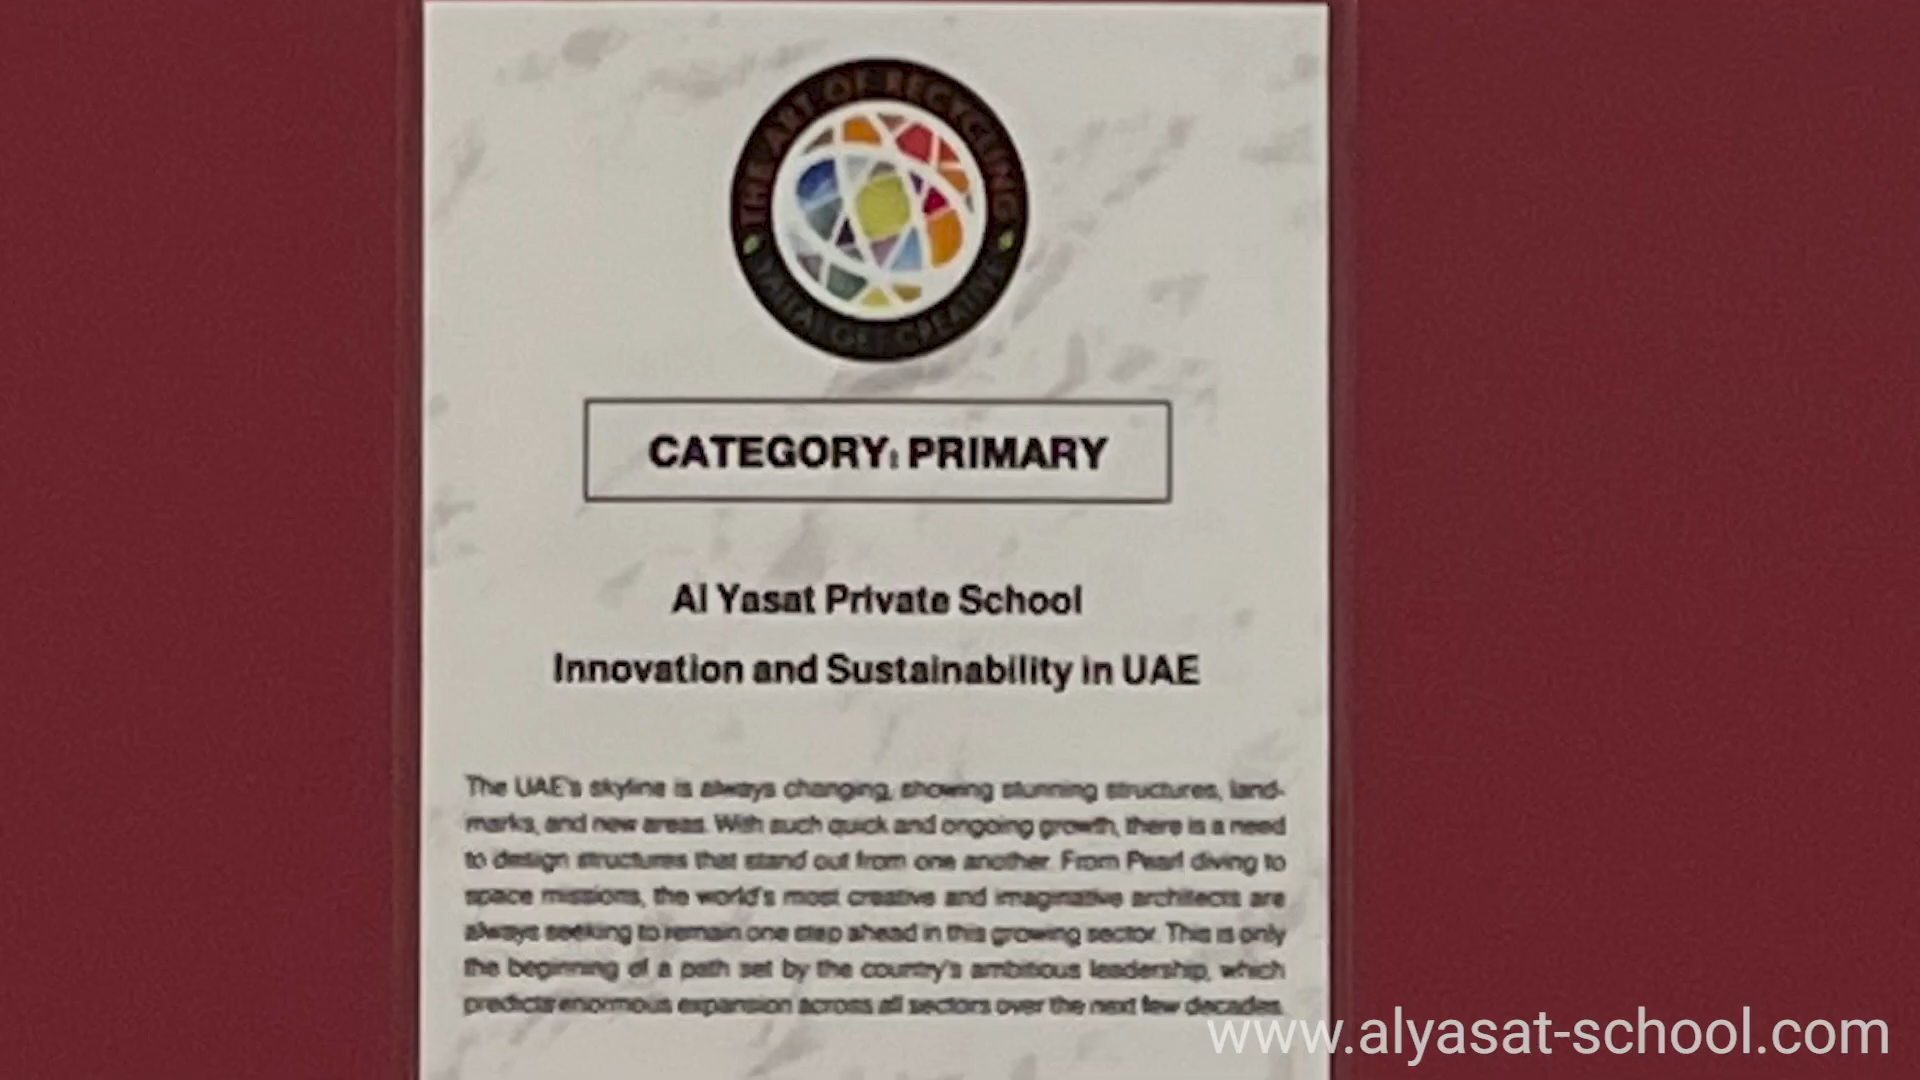 THE ART OF RECYCLING
CREATIVE
CATEGORY: PRIMARY
Al Yasat Private School
Innovation and Sustainability in UAE
The UAE's skyline is always changing, showing stunning structures, land-
marks, and new areas. With such quick and ongoing growth, there is a need
to design structures that stand out from one another. From Pearl diving to
space missions, the world's most creative and imaginative architects are
always seeking to remain one step ahead in this growing sector. This is only
the beginning of a path set by the country's ambitious leadership, which
predicts enormous expansion across all sectors over the next few decades.
www.alyasat-school.com